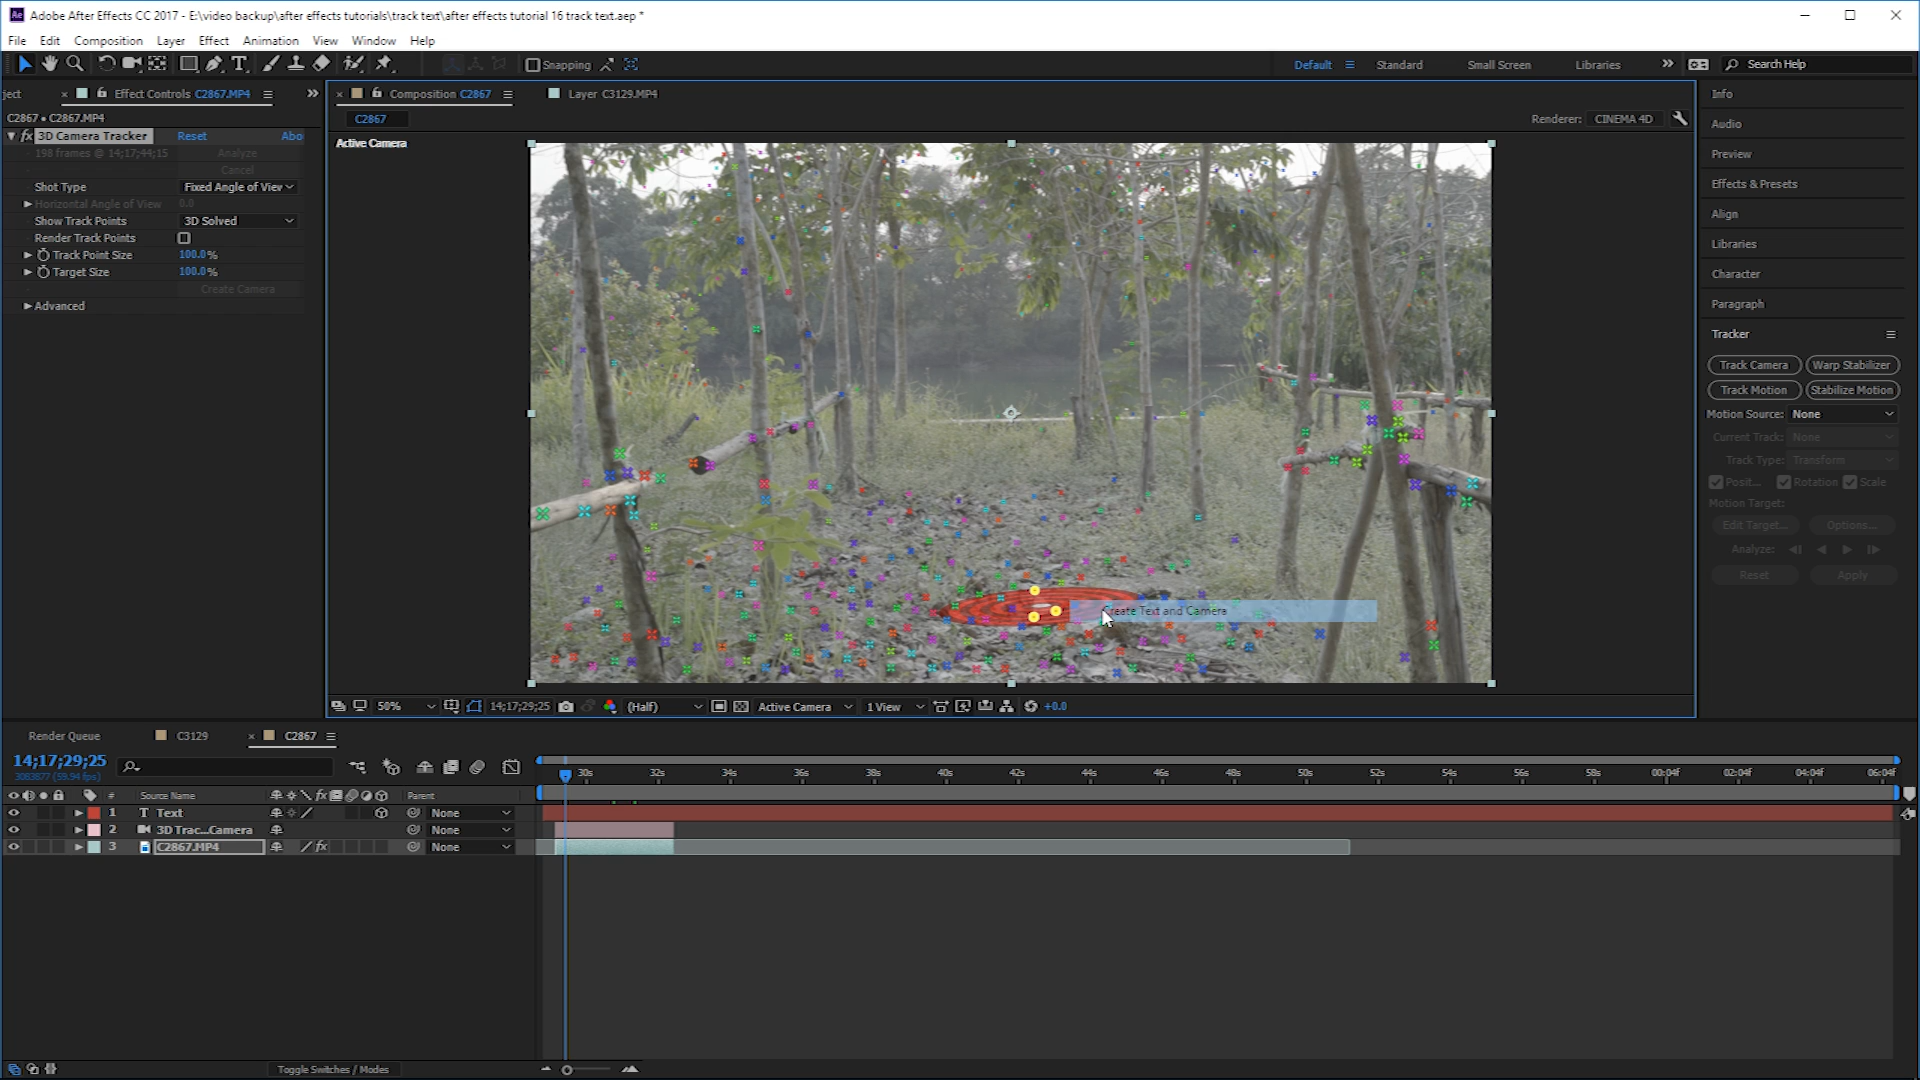 Adobe After Effects CC 2017 - E:\video backup\after effects tutorials\track text\after effects tutorial 16 track text.aep *
File Edit Composition Layer Effect Animation View Window Help
Snapping Default Standard Small Screen Libraries Search Help
ject Effect Controls C2867.MP4 Composition C2867 Layer C3129.MP4 Info
C2867 • C2867.MP4 C2867 Renderer: CINEMA 4D Audio
3D Camera Tracker Reset Abo Active Camera
198 frames @ 14;17;44;15 Analyze Preview
Cancel
Shot Type Fixed Angle of View Effects & Presets
Horizontal Angle of View 0.0
Show Track Points 3D Solved Align
Render Track Points Libraries
Track Point Size 100.0%
Target Size 100.0% Character
Create Camera
Advanced Paragraph
Tracker
Track Camera Warp Stabilizer
Track Motion Stabilize Motion
Motion Source: None
Current Track: None
Track Type: Transform
Posit... Rotation Scale
Motion Target:
Edit Target... Options...
Analyze:
Reset Apply
Create Text and Camera
50% 14;17;29;25 (Half) Active Camera 1 View +0.0
Render Queue C3129 C2867
14;17;29;25
3083877 (59.94 fps)
30s 32s 34s 36s 38s 40s 42s 44s 46s 48s 50s 52s 54s 56s 58s 00:04f 02:04f 04:04f 06:04f
# Source Name Parent
1 T Text None
2 3D Trac...Camera None
3 C2867.MP4 None
Toggle Switches / Modes